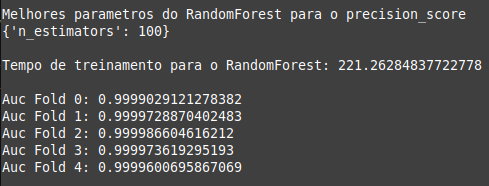 Melhores parametros do RandomForest para o precision_score
{'n_estimators': 100}
Tempo de treinamento para o RandomForest: 221.26284837722778
Auc Fold 0: 0.9999029121278382
Auc Fold 1: 0.9999728870402483
Auc Fold 2: 0.999986604616212
Auc Fold 3: 0.999973619295193
Auc Fold 4: 0.9999600695867069